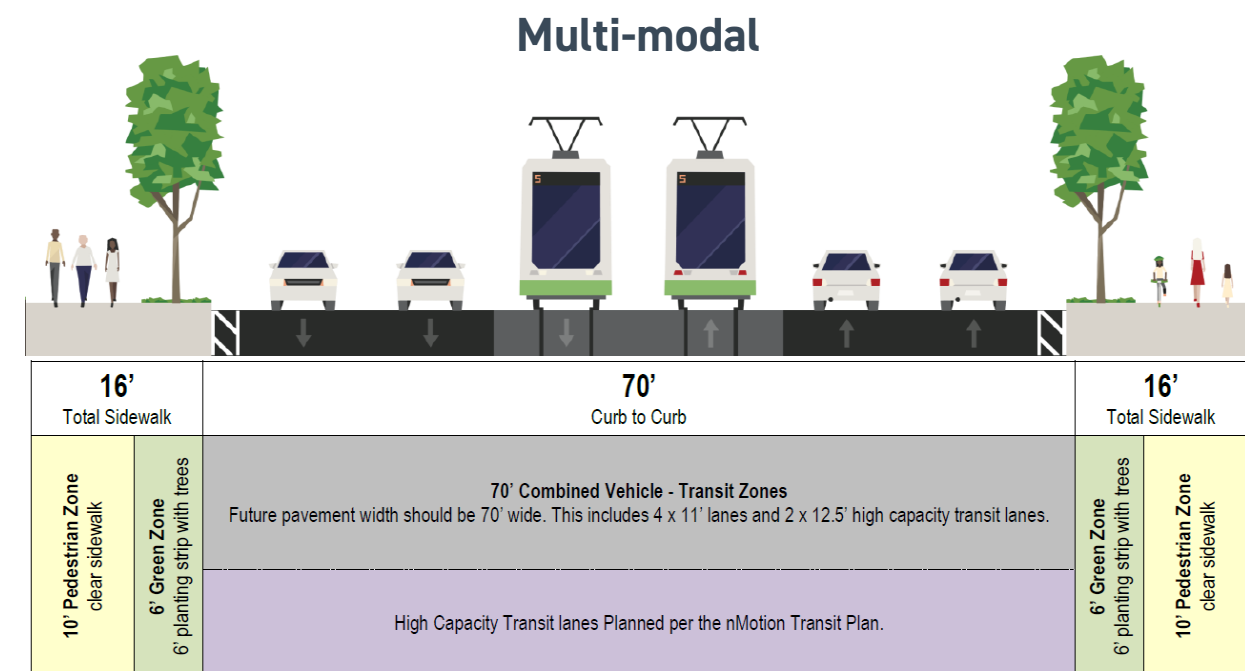 Multi-modal
S
S
16’
Total Sidewalk
70’
Curb to Curb
16’
Total Sidewalk
10’ Pedestrian Zone
clear sidewalk
6’ Green Zone
6’ planting strip with trees
70’ Combined Vehicle - Transit Zones
Future pavement width should be 70’ wide. This includes 4 x 11’ lanes and 2 x 12.5’ high capacity transit lanes.
High Capacity Transit lanes Planned per the nMotion Transit Plan.
6’ Green Zone
6’ planting strip with trees
10’ Pedestrian Zone
clear sidewalk